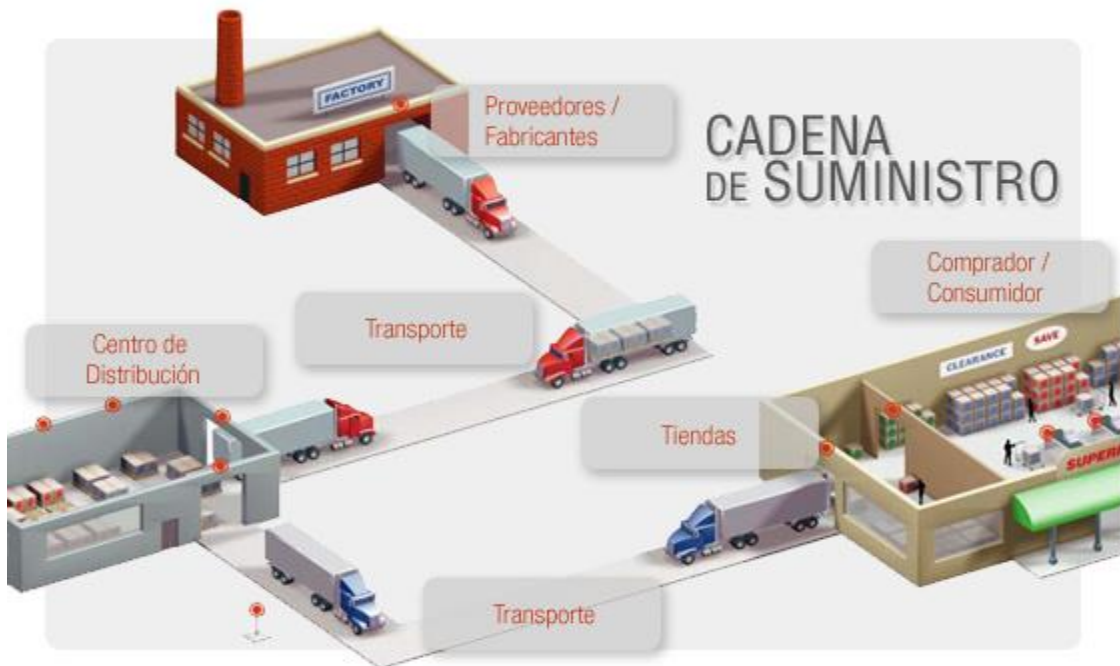 FACTORY
Proveedores /
Fabricantes
CADENA
DE SUMINISTRO
Comprador /
Consumidor
Transporte
Centro de
Distribución
CLEARANCE
SAVE
Tiendas
Transporte